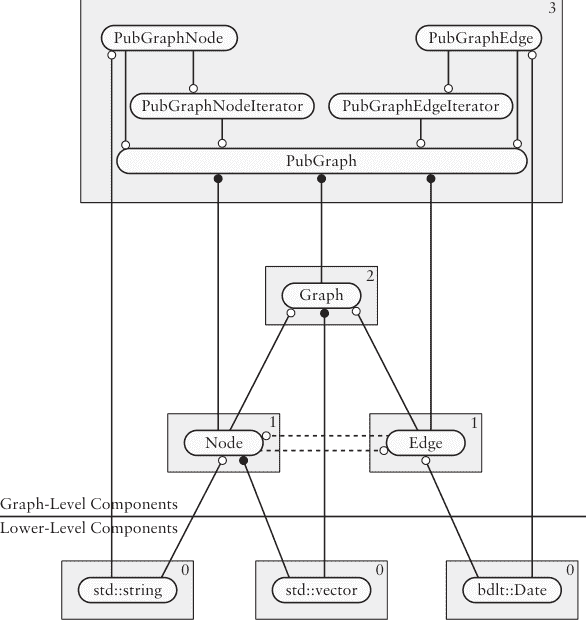 3
PubGraphNode PubGraphEdge
PubGraphNodeIterator PubGraphEdgeIterator
PubGraph
2
Graph
1 1
Node Edge
Graph-Level Components
Lower-Level Components
0 0 0
std::string std::vector bdlt::Date